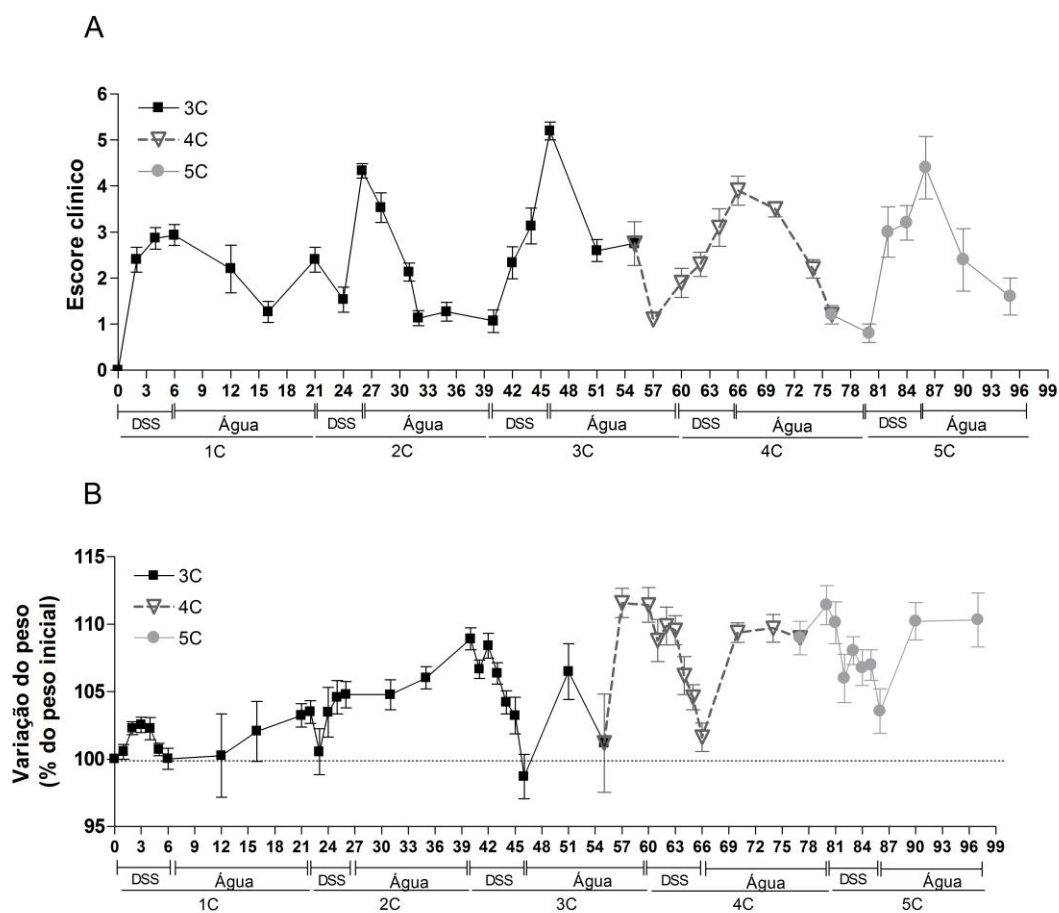 A
Escore clínico
6
5
4
3
2
1
0
3C
4C
5C
0 3 6 9 12 15 18 21 24 27 30 33 36 39 42 45 48 51 54 57 60 63 66 69 72 75 78 81 84 87 90 93 96 99
DSS Água DSS Água DSS Água DSS Água DSS Água
1C 2C 3C 4C 5C
B
Variação do peso
(% do peso inicial)
115
110
105
100
95
3C
4C
5C
0 3 6 9 12 15 18 21 24 27 30 33 36 39 42 45 48 51 54 57 60 63 66 69 72 75 78 81 84 87 90 93 96 99
DSS Água DSS Água DSS Água DSS Água DSS Água
1C 2C 3C 4C 5C